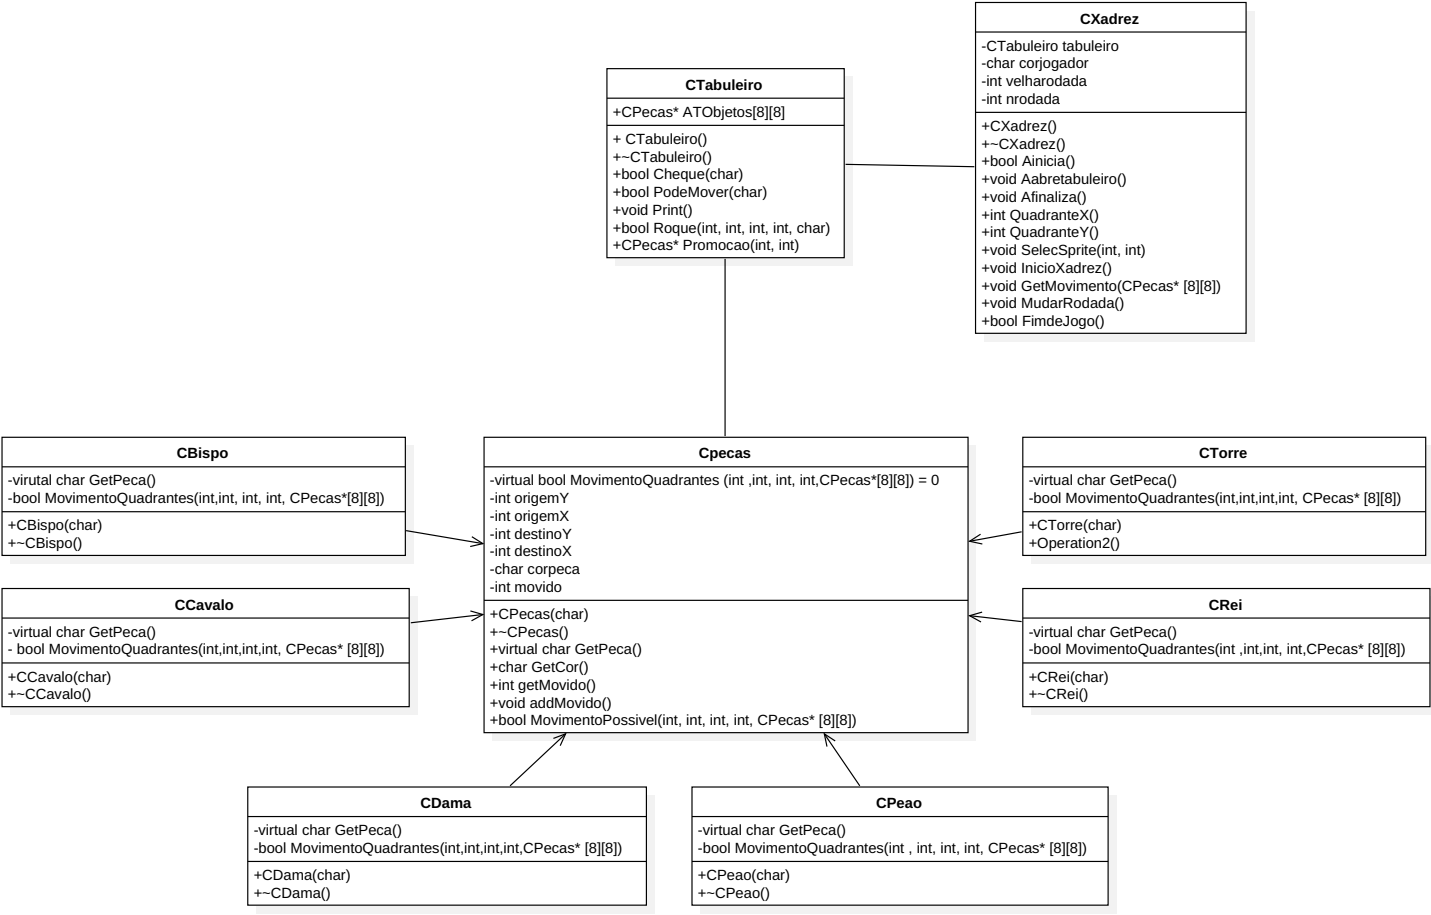 CXadrez
-CTabuleiro tabuleiro
-char corjogador
-int velharodada
-int nrodada
+CXadrez()
+~CXadrez()
+bool Ainicia()
+void Aabretabuleiro()
+void Afinaliza()
+int QuadranteX()
+int QuadranteY()
+void SelecSprite(int, int)
+void InicioXadrez()
+void GetMovimento(CPecas* [8][8])
+void MudarRodada()
+bool FimdeJogo()
CTabuleiro
+CPecas* ATObjetos[8][8]
+ CTabuleiro()
+~CTabuleiro()
+bool Cheque(char)
+bool PodeMover(char)
+void Print()
+bool Roque(int, int, int, int, char)
+CPecas* Promocao(int, int)
CBispo
-virutal char GetPeca()
-bool MovimentoQuadrantes(int,int, int, int, CPecas*[8][8])
+CBispo(char)
+~CBispo()
Cpecas
-virtual bool MovimentoQuadrantes (int ,int, int, int,CPecas*[8][8]) = 0
-int origemY
-int origemX
-int destinoY
-int destinoX
-char corpeca
-int movido
+CPecas(char)
+~CPecas()
+virtual char GetPeca()
+char GetCor()
+int getMovido()
+void addMovido()
+bool MovimentoPossivel(int, int, int, int, CPecas* [8][8])
CTorre
-virtual char GetPeca()
-bool MovimentoQuadrantes(int,int,int,int, CPecas* [8][8])
+CTorre(char)
+Operation2()
CCavalo
-virtual char GetPeca()
- bool MovimentoQuadrantes(int,int,int,int, CPecas* [8][8])
+CCavalo(char)
+~CCavalo()
CRei
-virtual char GetPeca()
-bool MovimentoQuadrantes(int ,int,int, int,CPecas* [8][8])
+CRei(char)
+~CRei()
CDama
-virtual char GetPeca()
-bool MovimentoQuadrantes(int,int,int,int,CPecas* [8][8])
+CDama(char)
+~CDama()
CPeao
-virtual char GetPeca()
-bool MovimentoQuadrantes(int , int, int, int, CPecas* [8][8])
+CPeao(char)
+~CPeao()